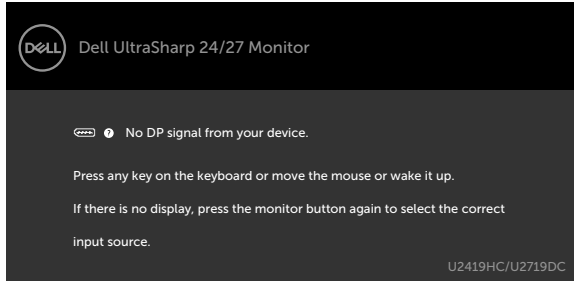 DELL
Dell UltraSharp 24/27 Monitor
? No DP signal from your device.
Press any key on the keyboard or move the mouse or wake it up.
If there is no display, press the monitor button again to select the correct
input source.
U2419HC/U2719DC